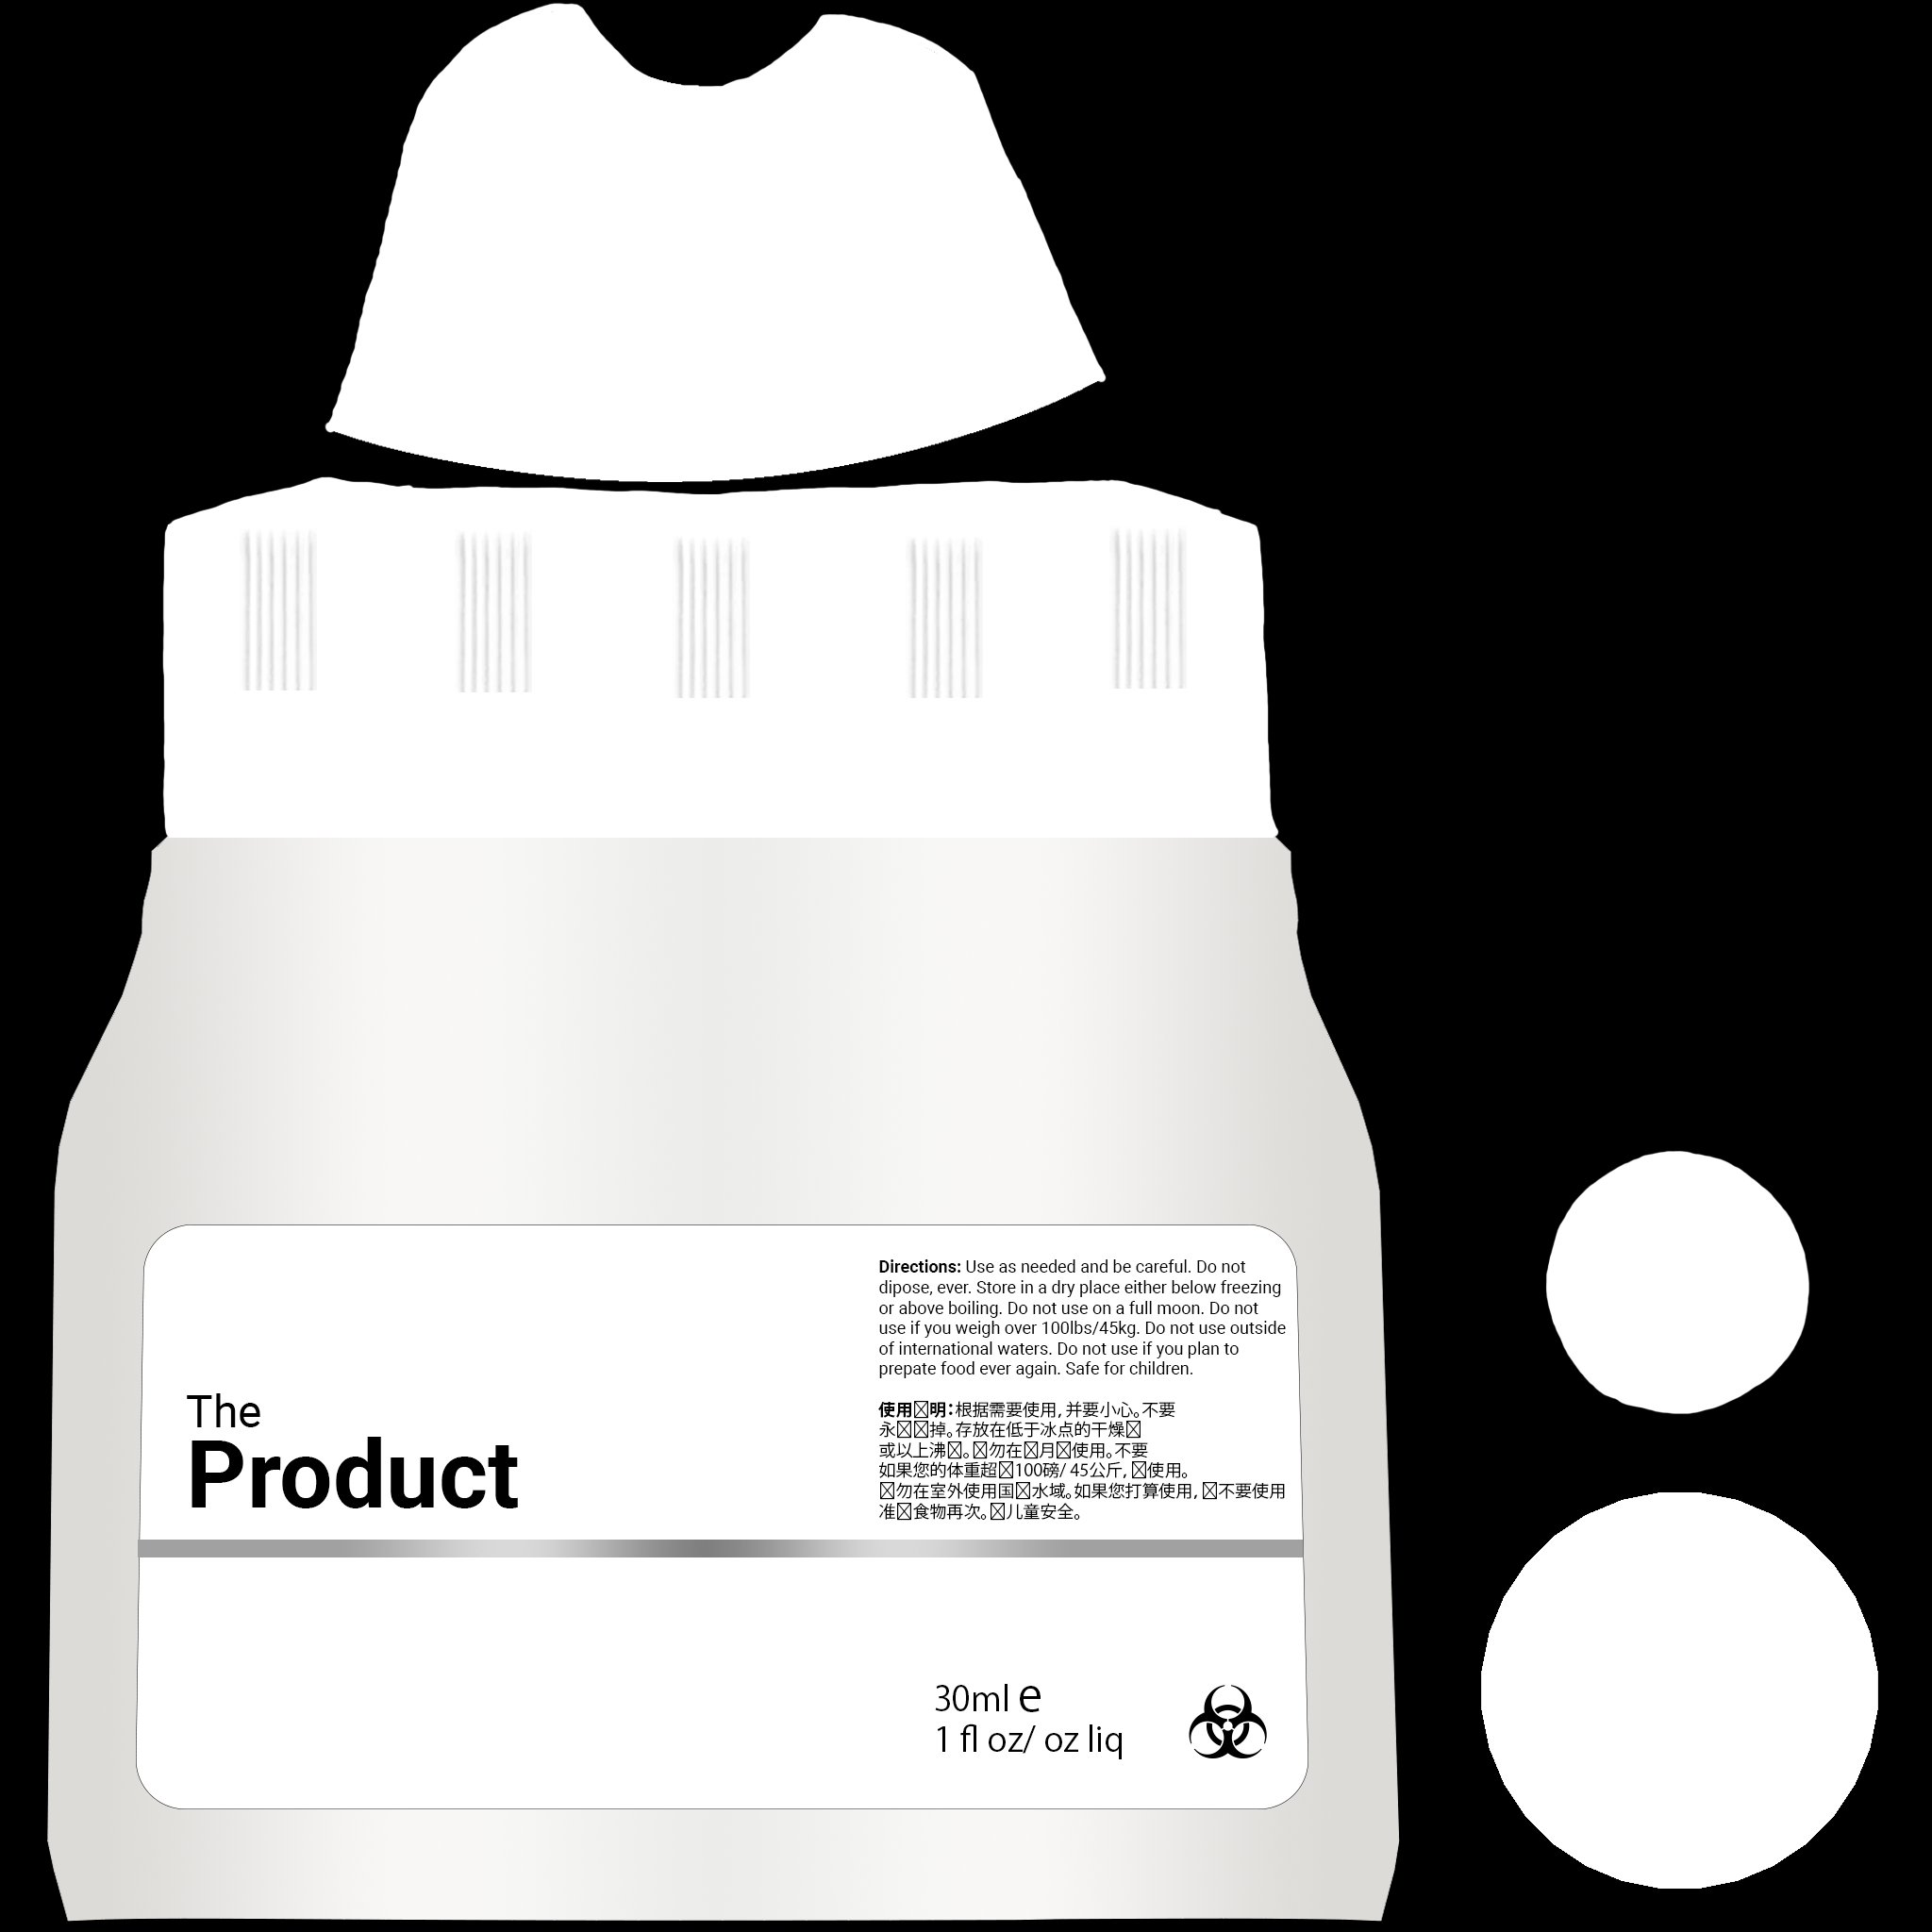 The
Product
Directions: Use as needed and be careful. Do not
dipose, ever. Store in a dry place either below freezing
or above boiling. Do not use on a full moon. Do not
use if you weigh over 100lbs/45kg. Do not use outside
of international waters. Do not use if you plan to
prepate food ever again. Safe for children.
使用☒明：根据需要使用，并要小心。不要
永☒☒掉。存放在低于冰点的干燥☒
或以上沸☒。☒勿在☒月☒使用。不要
如果您的体重超☒100磅/ 45公斤，☒使用。
☒勿在室外使用国☒水域。如果您打算使用，☒不要使用
准☒食物再次。☒儿童安全。
30ml e
1 fl oz/ oz liq